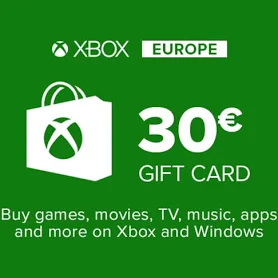 XBOX EUROPE
30€
GIFT CARD
Buy games, movies, TV, music, apps
and more on Xbox and Windows